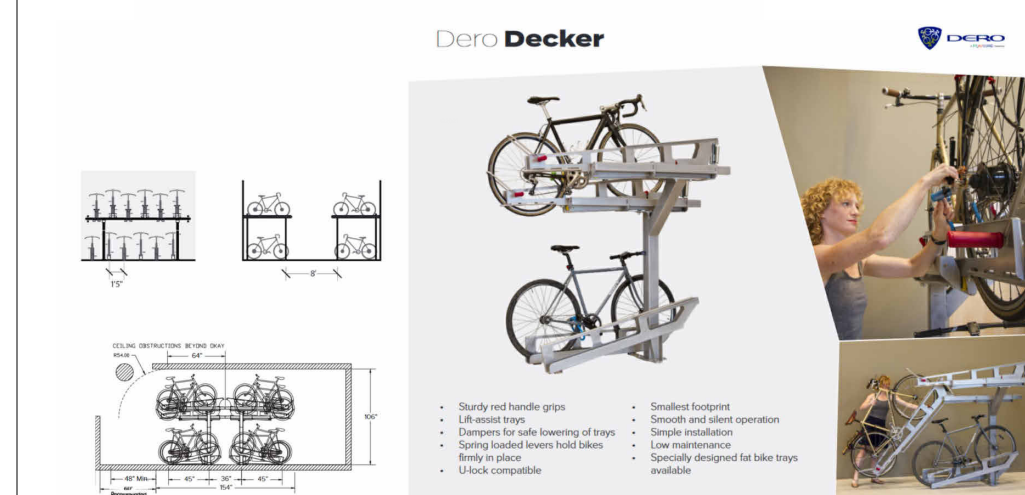 Dero Decker
DERO
1'5"
8'
CEILING OBSTRUCTIONS BEYOND OKAY
R54.00
64"
106"
48" Min.
45"
36"
45"
154"
• Sturdy red handle grips
• Lift-assist trays
• Dampers for safe lowering of trays
• Spring loaded levers hold bikes
firmly in place
• U-lock compatible
• Smallest footprint
• Smooth and silent operation
• Simple installation
• Low maintenance
• Specially designed fat bike trays
available